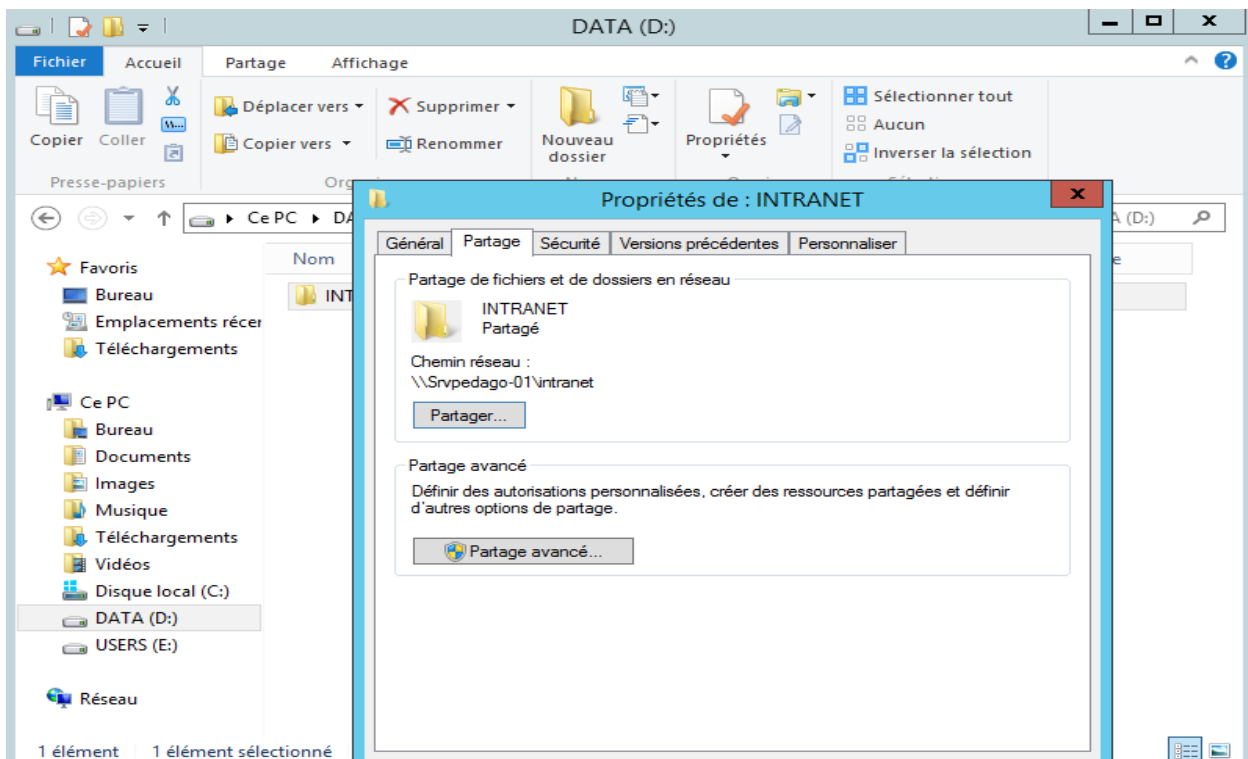 DATA (D:)
Fichier Accueil Partage Affichage
Copier Coller
Déplacer vers
Copier vers
Supprimer
Renommer
Nouveau
dossier
Propriétés
Sélectionner tout
Aucun
Inverser la sélection
Presse-papiers
Ce PC
(D:)
Nom
Favoris
Bureau
Emplacements récer
Téléchargements
Ce PC
Bureau
Documents
Images
Musique
Téléchargements
Vidéos
Disque local (C:)
DATA (D:)
USERS (E:)
Réseau
1 élément 1 élément sélectionné
INT
Propriétés de : INTRANET
Général Partage Sécurité Versions précédentes Personnaliser
Partage de fichiers et de dossiers en réseau
INTRANET
Partagé
Chemin réseau :
\\Srvpedago-01\intranet
Partager...
Partage avancé
Définir des autorisations personnalisées, créer des ressources partagées et définir
d'autres options de partage.
Partage avancé...